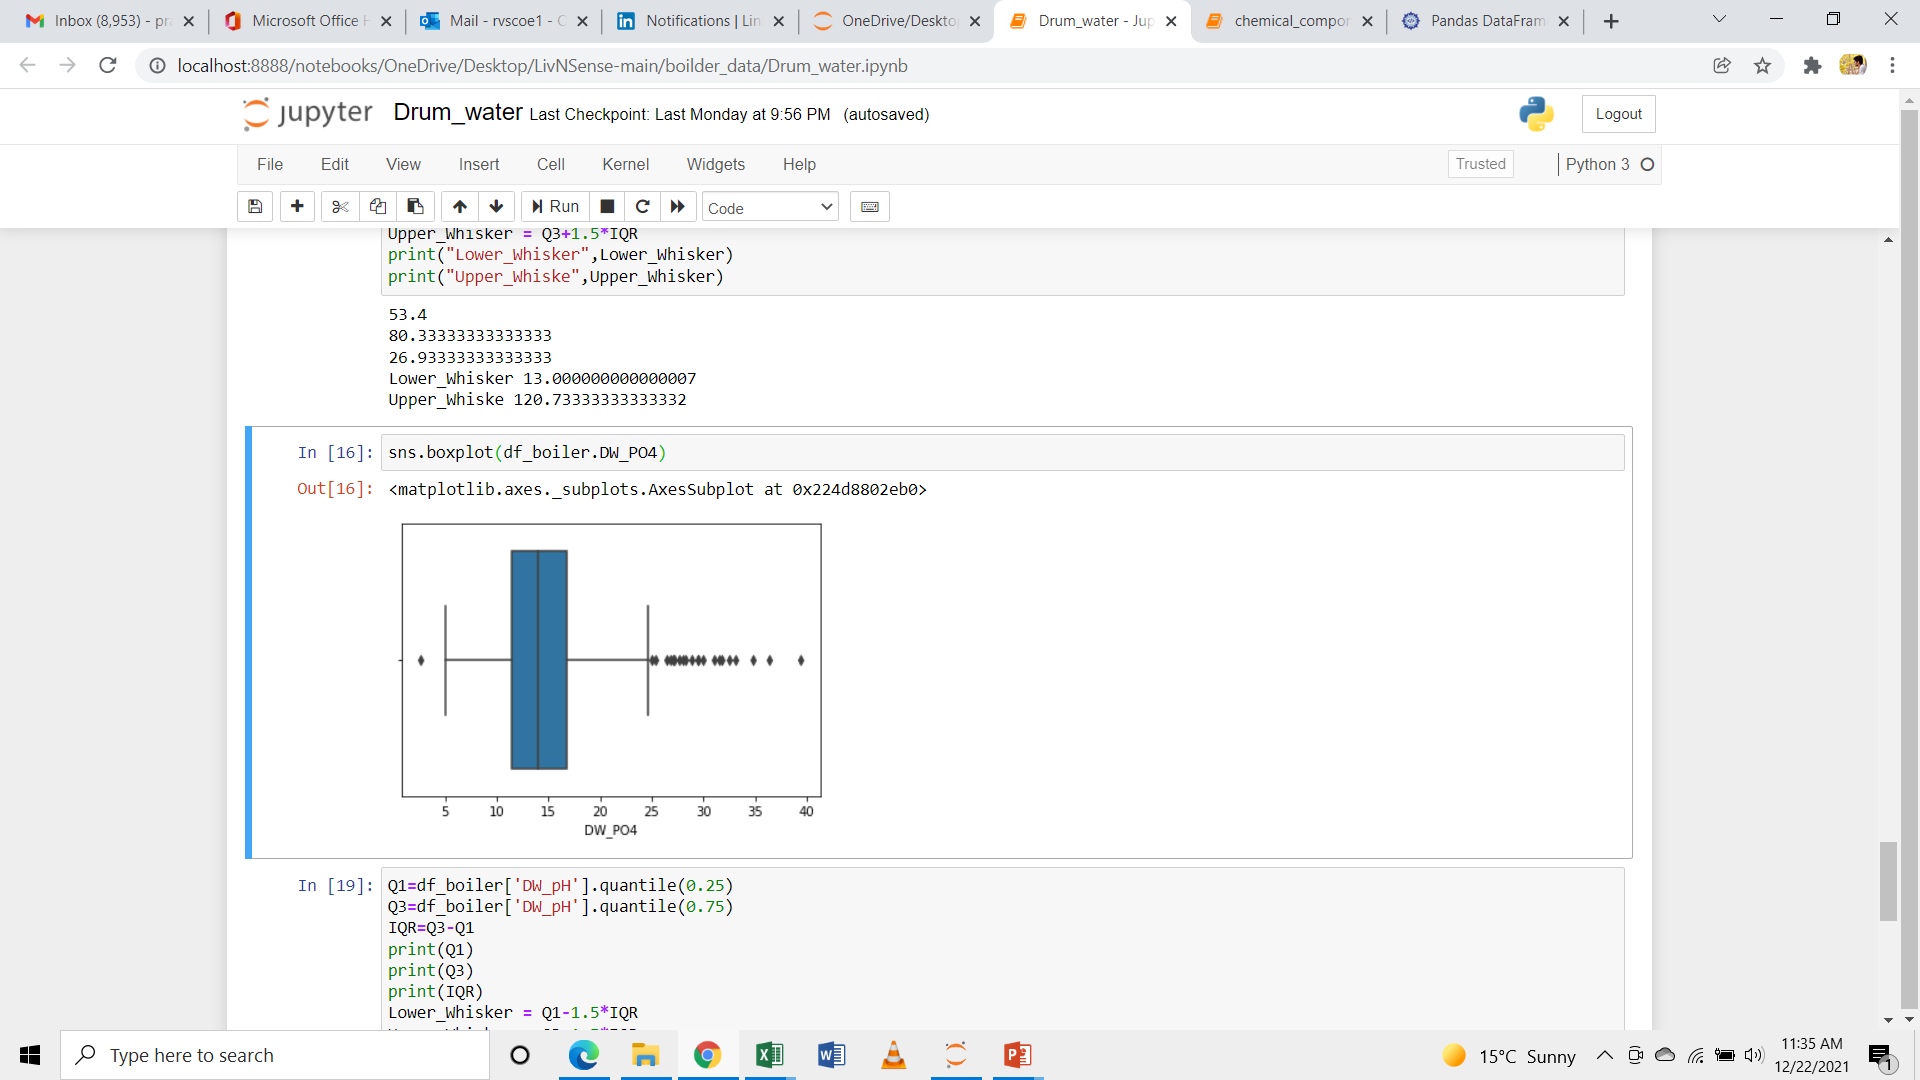 Inbox (8,953) - pr
Microsoft Office H
Mail - rvscoe1 - O
Notifications | Lin
OneDrive/Deskto
Drum_water - Jup
chemical_compor
Pandas DataFram
localhost:8888/notebooks/OneDrive/Desktop/LivNSense-main/boilder_data/Drum_water.ipynb
jupyter Drum_water Last Checkpoint: Last Monday at 9:56 PM (autosaved)
Logout
File Edit View Insert Cell Kernel Widgets Help
Trusted
Python 3
Run
Code
Upper_Whisker = Q3+1.5*IQR
print("Lower_Whisker",Lower_Whisker)
print("Upper_Whiske",Upper_Whisker)
53.4
80.33333333333333
26.93333333333333
Lower_Whisker 13.000000000000007
Upper_Whiske 120.73333333333332
In [16]: sns.boxplot(df_boiler.DW_PO4)
Out[16]: <matplotlib.axes._subplots.AxesSubplot at 0x224d8802eb0>
5 10 15 20 25 30 35 40
DW_PO4
In [19]: Q1=df_boiler['DW_pH'].quantile(0.25)
Q3=df_boiler['DW_pH'].quantile(0.75)
IQR=Q3-Q1
print(Q1)
print(Q3)
print(IQR)
Lower_Whisker = Q1-1.5*IQR
Type here to search
15°C Sunny
11:35 AM
12/22/2021
1